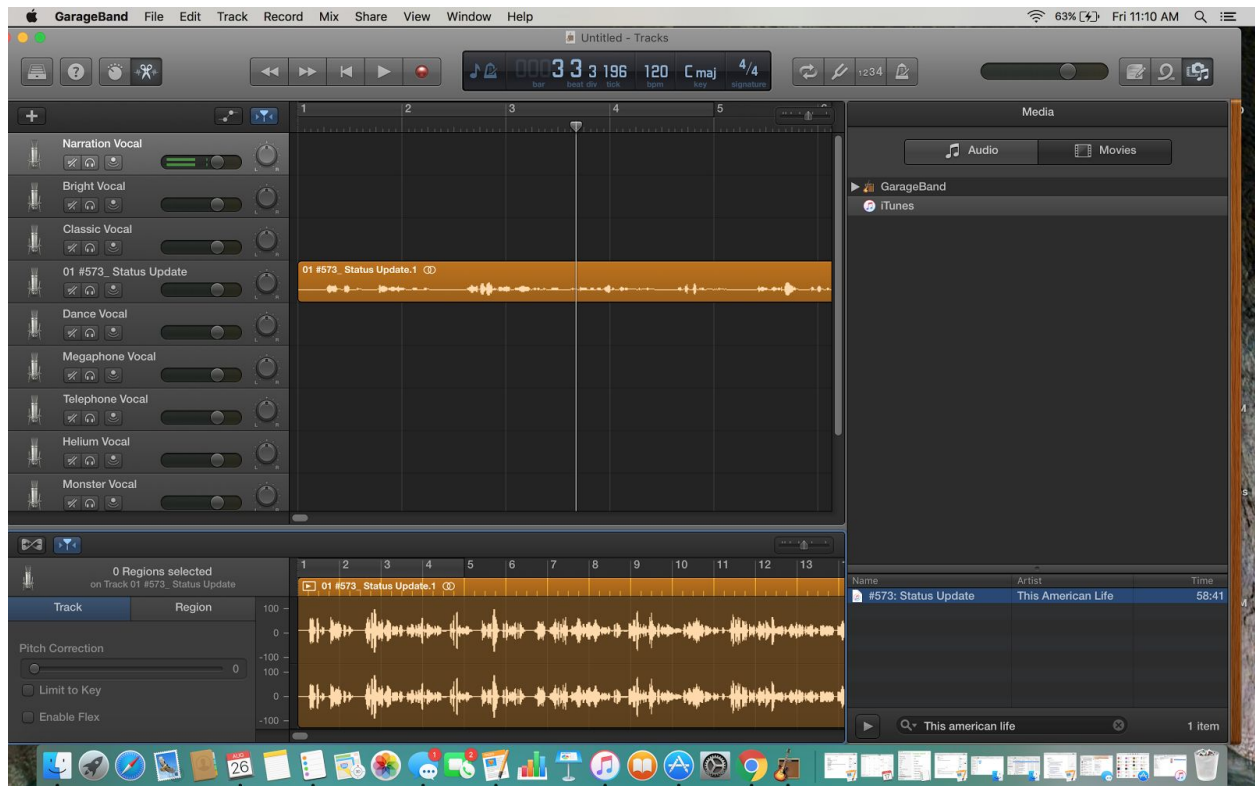 GarageBand File Edit Track Record Mix Share View Window Help 63% Fri 11:10 AM
Untitled - Tracks
0003 3 3 196 120 C maj 4/4
bar beat div tick bpm key signature
1234
1 2 3 4 5
Media
Audio Movies
GarageBand
iTunes
Narration Vocal
Bright Vocal
Classic Vocal
01 #573_ Status Update
01 #573_ Status Update.1
Dance Vocal
Megaphone Vocal
Telephone Vocal
Helium Vocal
Monster Vocal
0 Regions selected
on Track 01 #573_ Status Update
Track Region
Pitch Correction
0
Limit to Key
Enable Flex
1 2 3 4 5 6 7 8 9 10 11 12 13
01 #573_ Status Update.1
100
0
-100
100
0
-100
Name Artist Time
#573: Status Update This American Life 58:41
This american life 1 item
AUG
26
1
2